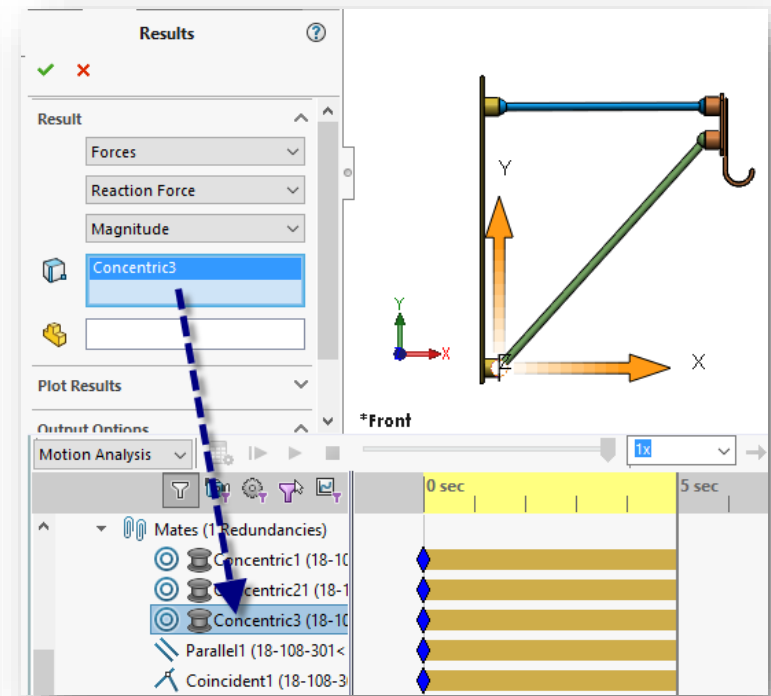 Results
Result
Forces
Reaction Force
Magnitude
Concentric3
Plot Results
Output Options
Y
X
Y
X
*Front
Motion Analysis
1x
0 sec
5 sec
Mates (1 Redundancies)
Concentric1 (18-10
Concentric21 (18-1
Concentric3 (18-10
Parallel1 (18-108-301<
Coincident1 (18-108-3